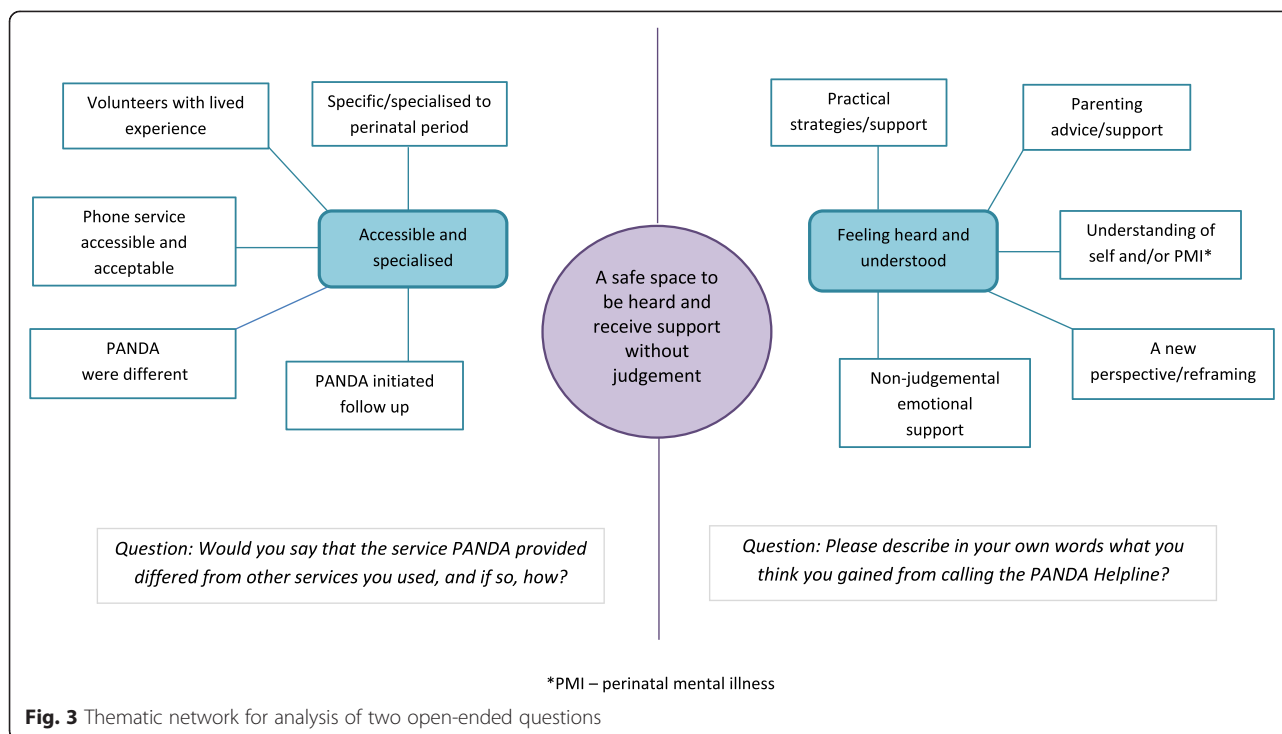 Volunteers with lived
experience
Specific/specialised to
perinatal period
Phone service
accessible and
acceptable
Accessible and
specialised
PANDA
were different
PANDA initiated
follow up
A safe space to
be heard and
receive support
without
judgement
Practical
strategies/support
Parenting
advice/support
Feeling heard and
understood
Understanding of
self and/or PMI*
Non-judgemental
emotional
support
A new
perspective/reframing
Question: Would you say that the service PANDA provided
differed from other services you used, and if so, how?
Question: Please describe in your own words what you
think you gained from calling the PANDA Helpline?
*PMI – perinatal mental illness
Fig. 3 Thematic network for analysis of two open-ended questions